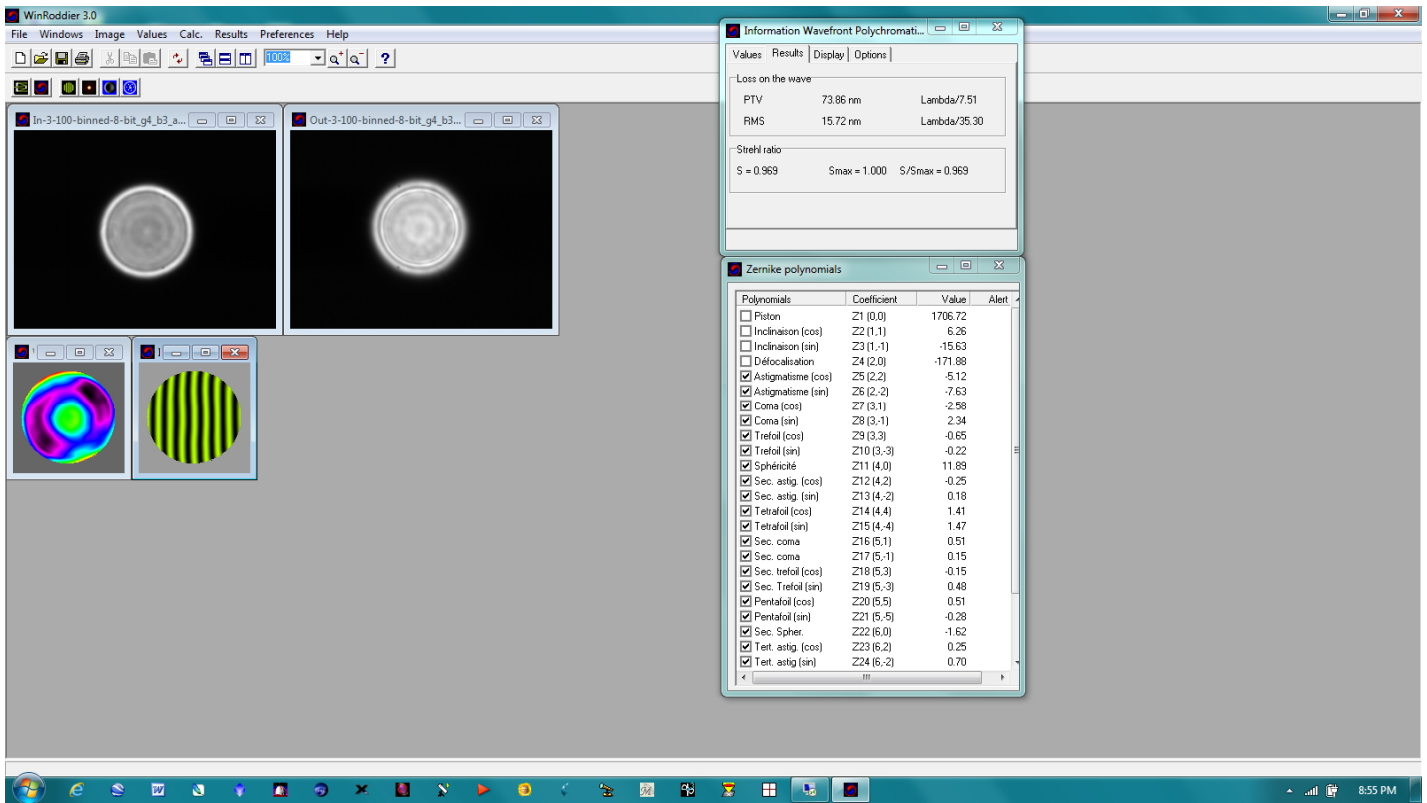 WinRoddier 3.0
File Windows Image Values Calc. Results Preferences Help
100%
In-3-100-binned-8-bit_g4_b3_a...
Out-3-100-binned-8-bit_g4_b3...
Information Wavefront Polychromati...
Values Results Display Options
Loss on the wave
PTV 73.86 nm Lambda/7.51
RMS 15.72 nm Lambda/35.30
Strehl ratio
S = 0.969 Smax = 1.000 S/Smax = 0.969
Zernike polynomials
Polynomials Coefficient Value Alert
Piston Z1 (0,0) 1706.72
Inclinaison (cos) Z2 (1,1) 6.26
Inclinaison (sin) Z3 (1,-1) -15.63
Défocalisation Z4 (2,0) -171.88
Astigmatisme (cos) Z5 (2,2) -5.12
Astigmatisme (sin) Z6 (2,-2) -7.63
Coma (cos) Z7 (3,1) -2.58
Coma (sin) Z8 (3,-1) 2.34
Trefoil (cos) Z9 (3,3) -0.65
Trefoil (sin) Z10 (3,-3) -0.22
Sphéricité Z11 (4,0) 11.89
Sec. astig. (cos) Z12 (4,2) -0.25
Sec. astig. (sin) Z13 (4,-2) 0.18
Tetrafoil (cos) Z14 (4,4) 1.41
Tetrafoil (sin) Z15 (4,-4) 1.47
Sec. coma Z16 (5,1) 0.51
Sec. coma Z17 (5,-1) 0.15
Sec. trefoil (cos) Z18 (5,3) -0.15
Sec. Trefoil (sin) Z19 (5,-3) 0.48
Pentafoil (cos) Z20 (5,5) 0.51
Pentafoil (sin) Z21 (5,-5) -0.28
Sec. Spher. Z22 (6,0) -1.62
Tert. astig. (cos) Z23 (6,2) 0.25
Tert. astig (sin) Z24 (6,-2) 0.70
8:55 PM